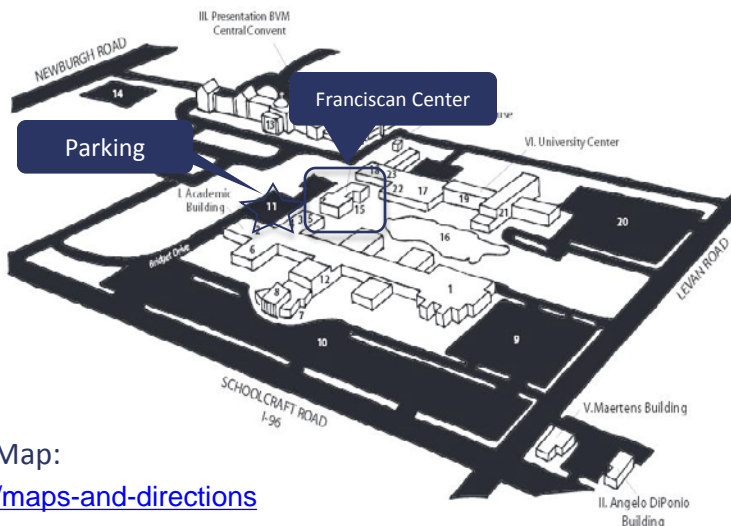 III. Presentation BVM
Central Convent
NEWBURGH ROAD
14
13
Franciscan Center
use
Parking
VI. University Center
18
23
22
17
19
21
20
I. Academic
Building
11
3
5
15
16
6
Bridget Drive
12
8
7
1
9
10
LEVAN ROAD
SCHOOLCRAFT ROAD
I-96
V.Maertens Building
II. Angelo DiPonio
Building
Map:
/maps-and-directions